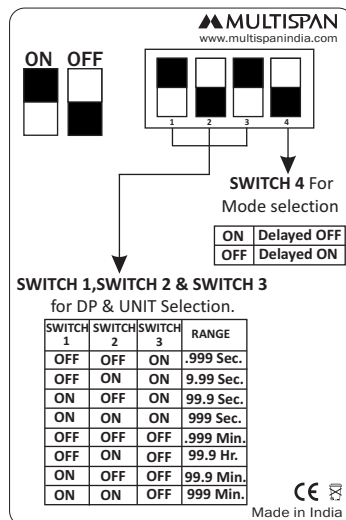 MULTISPAN
www.multispanindia.com
ON OFF
1 2 3 4
SWITCH 4 For
Mode selection
ON Delayed OFF
OFF Delayed ON
SWITCH 1,SWITCH 2 & SWITCH 3
for DP & UNIT Selection.
SWITCH 1 SWITCH 2 SWITCH 3 RANGE
OFF OFF ON .999 Sec.
OFF ON ON 9.99 Sec.
ON OFF ON 99.9 Sec.
ON ON ON 999 Sec.
OFF OFF OFF .999 Min.
OFF ON OFF 99.9 Hr.
ON OFF OFF 99.9 Min.
ON ON OFF 999 Min.
CE
Made in India